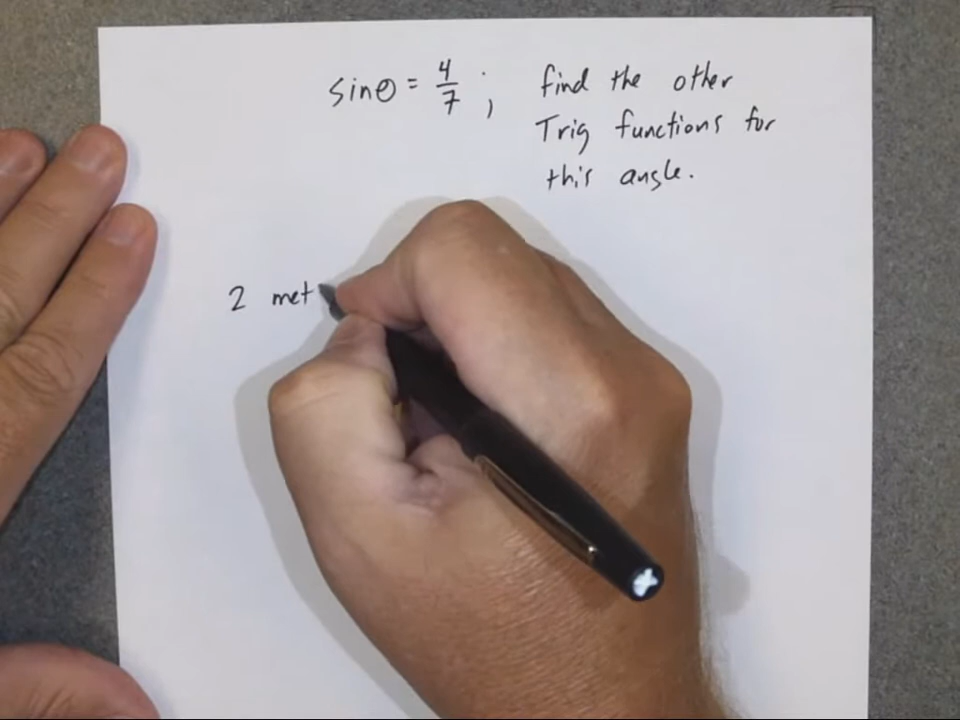 sinθ = 4/7 ; find the other
Trig functions for
this angle.
2 met